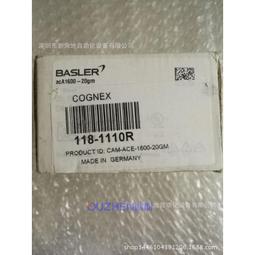 BASLER
acA1600-20gm
COGNEX
118-1110R
PRODUCT ID: CAM-ACE-1600-20GM
MADE IN GERMANY